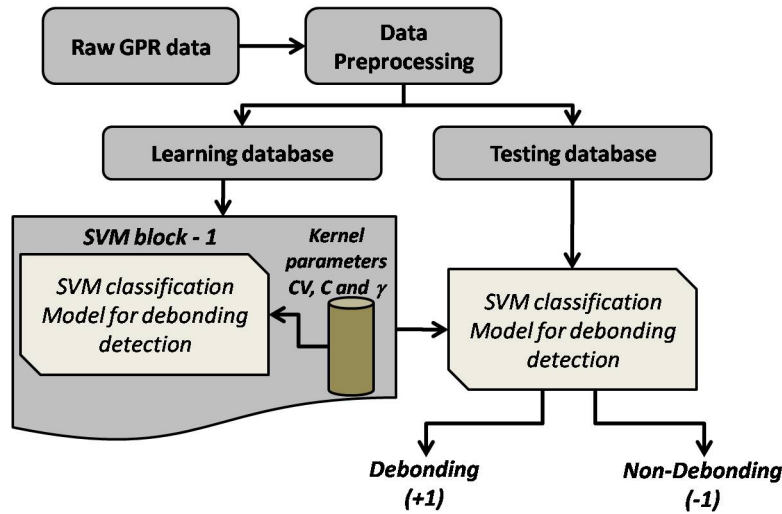 Raw GPR data
Data
Preprocessing
Learning database
Testing database
SVM block - 1
Kernel
parameters
CV, C and γ
SVM classification
Model for debonding
detection
SVM classification
Model for debonding
detection
Debonding
(+1)
Non-Debonding
(-1)